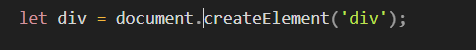 let div = document.createElement('div');